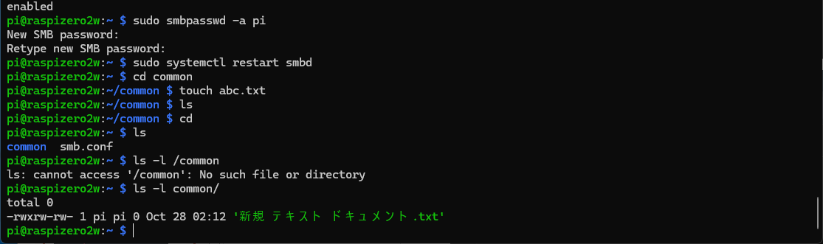 enabled
pi@raspizero2w:~ $ sudo smbpasswd -a pi
New SMB password:
Retype new SMB password:
pi@raspizero2w:~ $ sudo systemctl restart smbd
pi@raspizero2w:~ $ cd common
pi@raspizero2w:~/common $ touch abc.txt
pi@raspizero2w:~/common $ ls
pi@raspizero2w:~/common $ cd
pi@raspizero2w:~ $ ls
common  smb.conf
pi@raspizero2w:~ $ ls -l /common
ls: cannot access '/common': No such file or directory
pi@raspizero2w:~ $ ls -l common/
total 0
-rwxrw-rw- 1 pi pi 0 Oct 28 02:12 '新規 テキスト ドキュメント.txt'
pi@raspizero2w:~ $